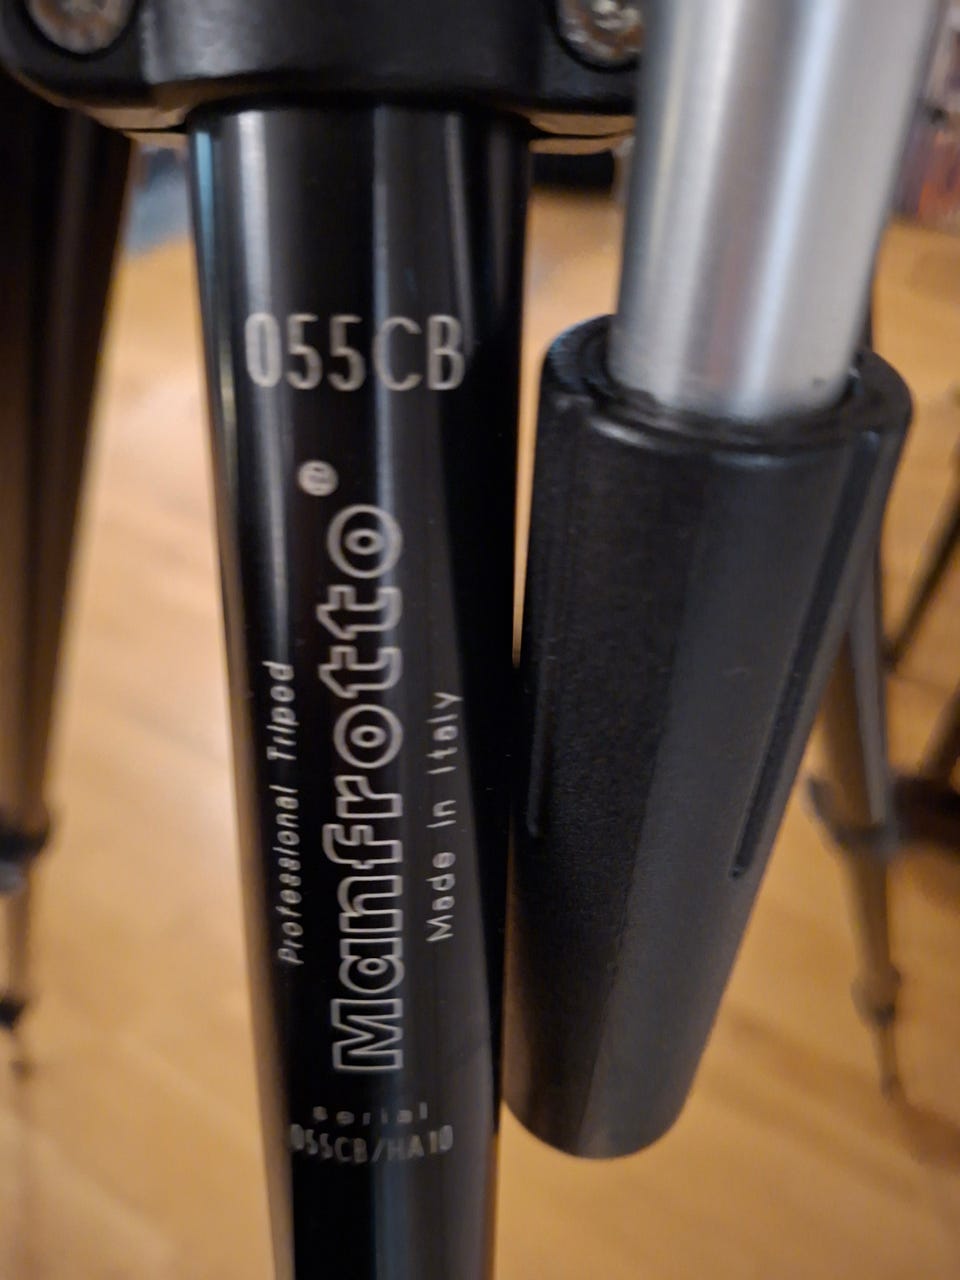 055CB
Professional Tripod
Manfrotto®
Made in Italy
serial
055CB/HA10